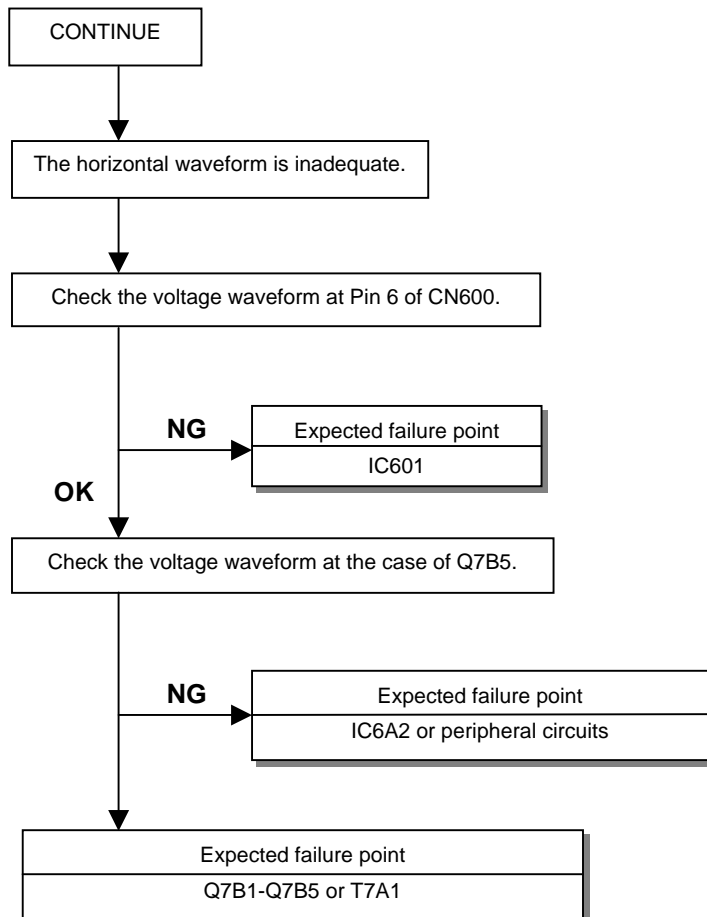 CONTINUE
The horizontal waveform is inadequate.
Check the voltage waveform at Pin 6 of CN600.
NG
Expected failure point
IC601
OK
Check the voltage waveform at the case of Q7B5.
NG
Expected failure point
IC6A2 or peripheral circuits
Expected failure point
Q7B1-Q7B5 or T7A1